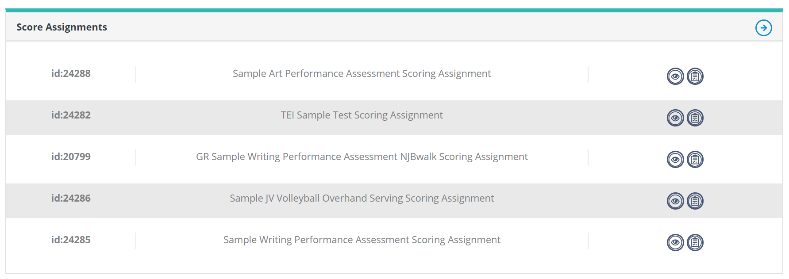 Score Assignments
id:24288 Sample Art Performance Assessment Scoring Assignment
id:24282 TEI Sample Test Scoring Assignment
id:20799 GR Sample Writing Performance Assessment NJBwalk Scoring Assignment
id:24286 Sample JV Volleyball Overhand Serving Scoring Assignment
id:24285 Sample Writing Performance Assessment Scoring Assignment